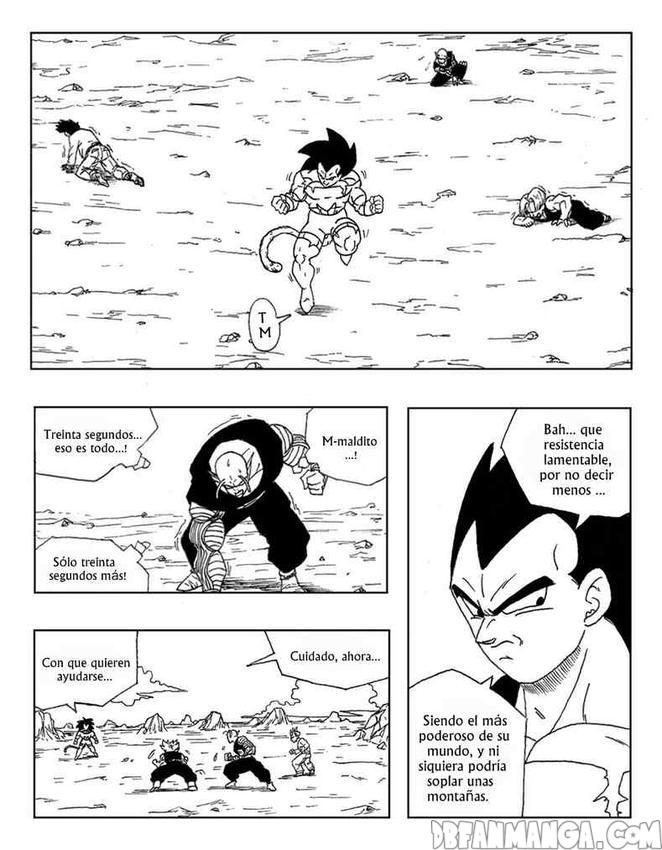 T
M
Treinta segundos...
eso es todo...!
M-maldito
...!
Sólo treinta
segundos más!
Bah... que
resistencia
lamentable,
por no decir
menos ...
Siendo el más
poderoso de su
mundo, y ni
siquiera podría
soplar unas
montañas.
Con que quieren
ayudarse...
Cuidado, ahora...
DBFANMANGA.COM